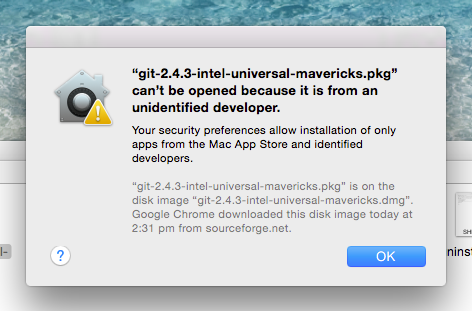 “git-2.4.3-intel-universal-mavericks.pkg”
can’t be opened because it is from an
unidentified developer.
Your security preferences allow installation of only
apps from the Mac App Store and identified
developers.
“git-2.4.3-intel-universal-mavericks.pkg” is on the
disk image “git-2.4.3-intel-universal-mavericks.dmg”.
Google Chrome downloaded this disk image today at
2:31 pm from sourceforge.net.
SH
l-
?
OK
ninst